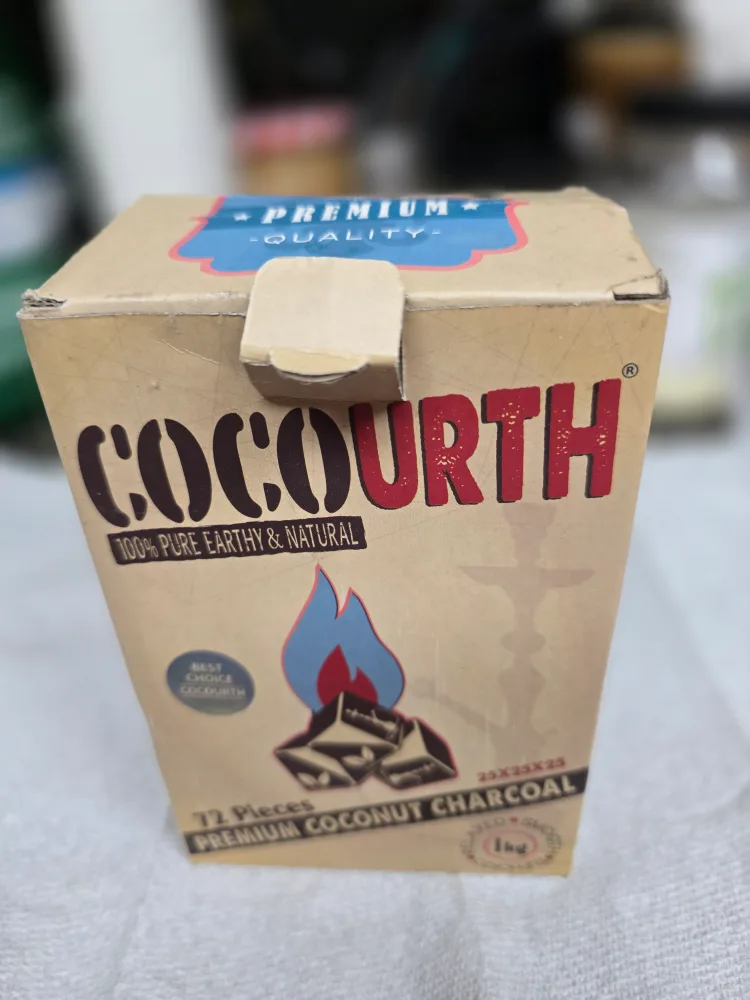 PREMIUM
-QUALITY-
COCOURTH®
100% PURE EARTHY & NATURAL
BEST
CHOICE
COCOURTH
25X25X25
72 Pieces
PREMIUM COCONUT CHARCOAL
1kg